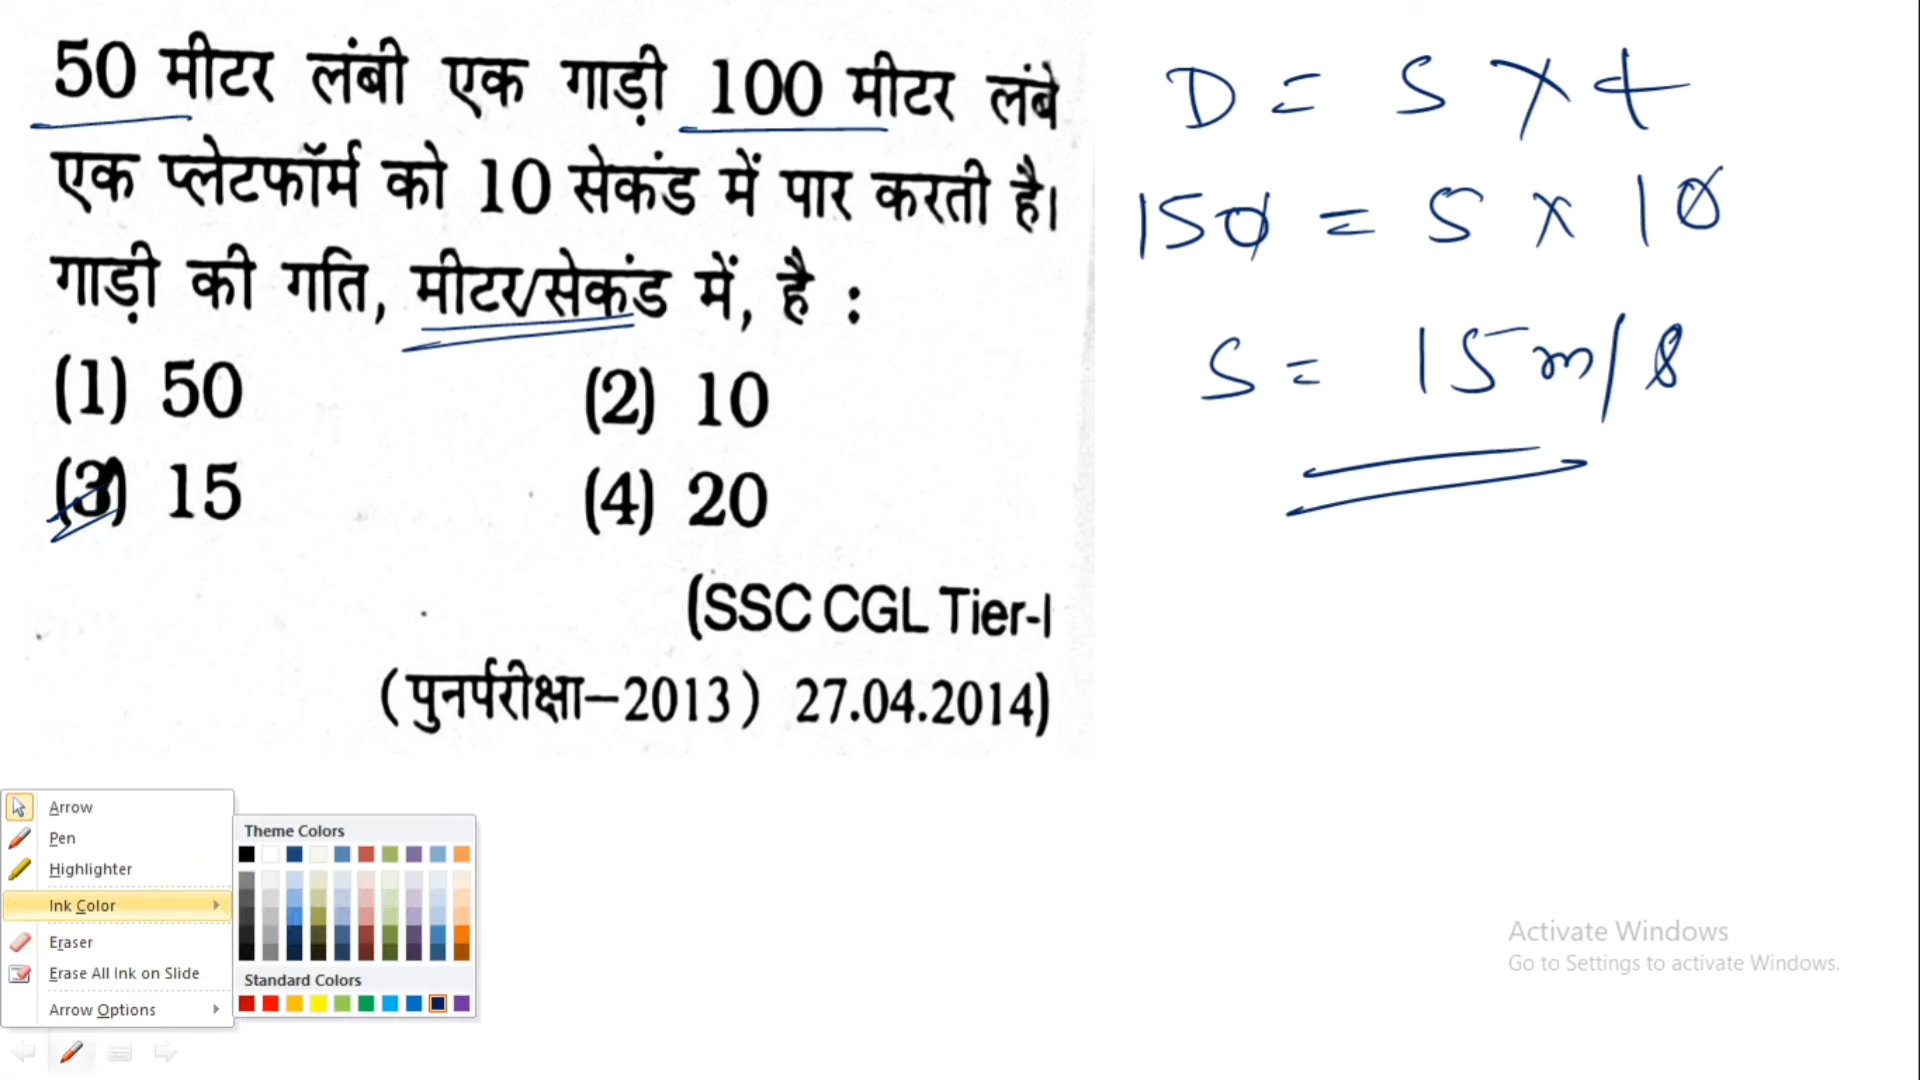 50 मीटर लंबी एक गाड़ी 100 मीटर लंबे
एक प्लेटफॉर्म को 10 सेकंड में पार करती है।
गाड़ी की गति, मीटर/सेकंड में, है :
(1) 50 (2) 10
(3) 15 (4) 20
(SSC CGL Tier-I
(पुनर्परीक्षा–2013) 27.04.2014)
D = S × t
150 = S × 10
S = 15 m/s
Arrow
Pen
Highlighter
Ink Color
Eraser
Erase All Ink on Slide
Arrow Options
Theme Colors
Standard Colors
Activate Windows
Go to Settings to activate Windows.